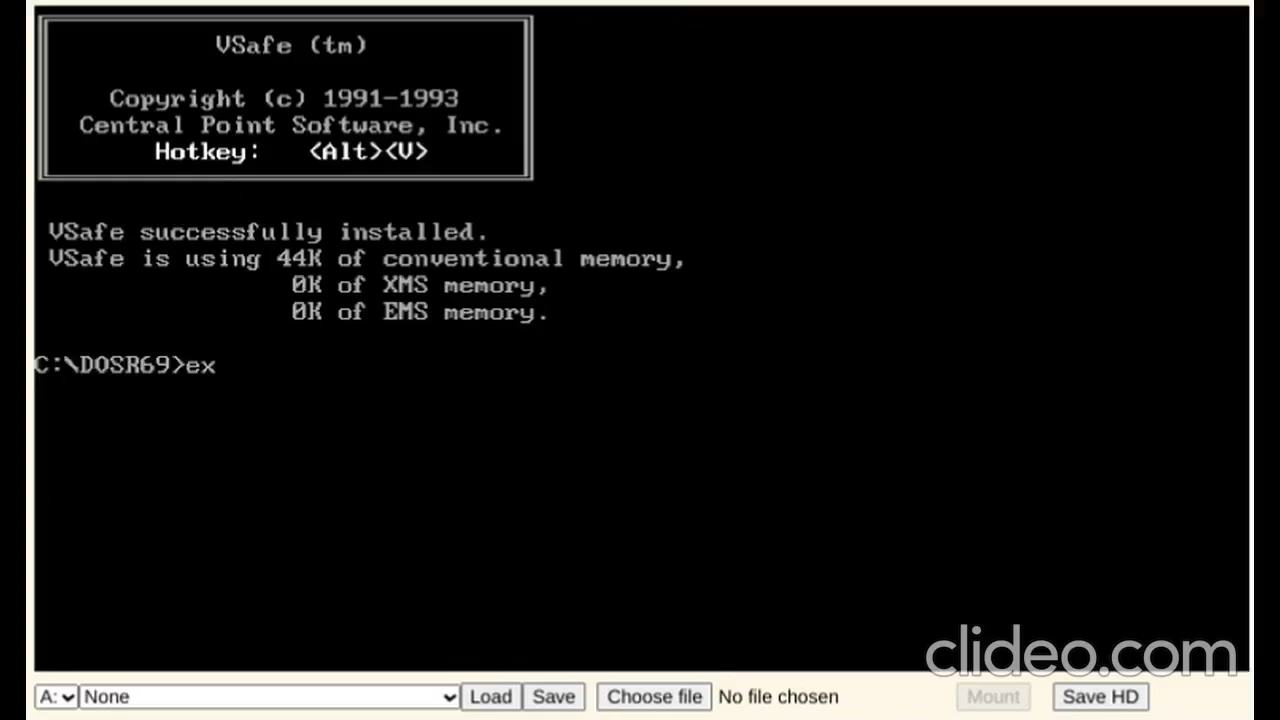 VSafe (tm)
Copyright (c) 1991-1993
Central Point Software, Inc.
Hotkey: <Alt><V>
VSafe successfully installed.
VSafe is using 44K of conventional memory,
0K of XMS memory,
0K of EMS memory.
C:\DOSR69>ex
clideo.com
A: None Load Save Choose file No file chosen Mount Save HD